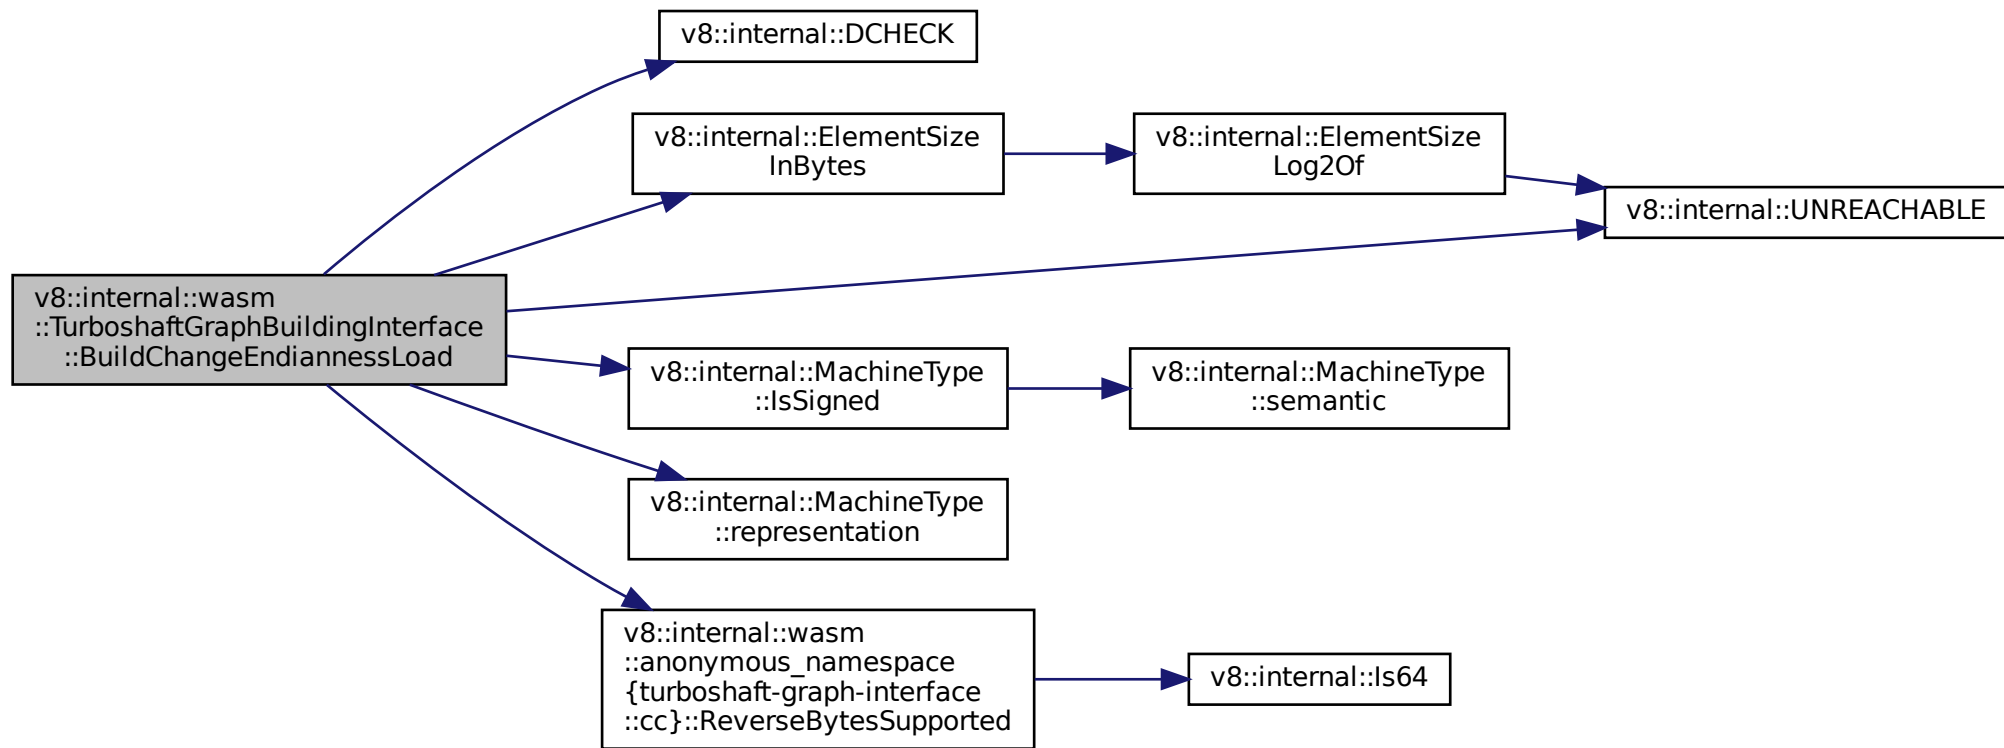 v8::internal::DCHECK
v8::internal::ElementSize
InBytes
v8::internal::ElementSize
Log2Of
v8::internal::UNREACHABLE
v8::internal::wasm
::TurboshaftGraphBuildingInterface
::BuildChangeEndiannessLoad
v8::internal::MachineType
::IsSigned
v8::internal::MachineType
::semantic
v8::internal::MachineType
::representation
v8::internal::wasm
::anonymous_namespace
{turboshaft-graph-interface
::cc}::ReverseBytesSupported
v8::internal::Is64